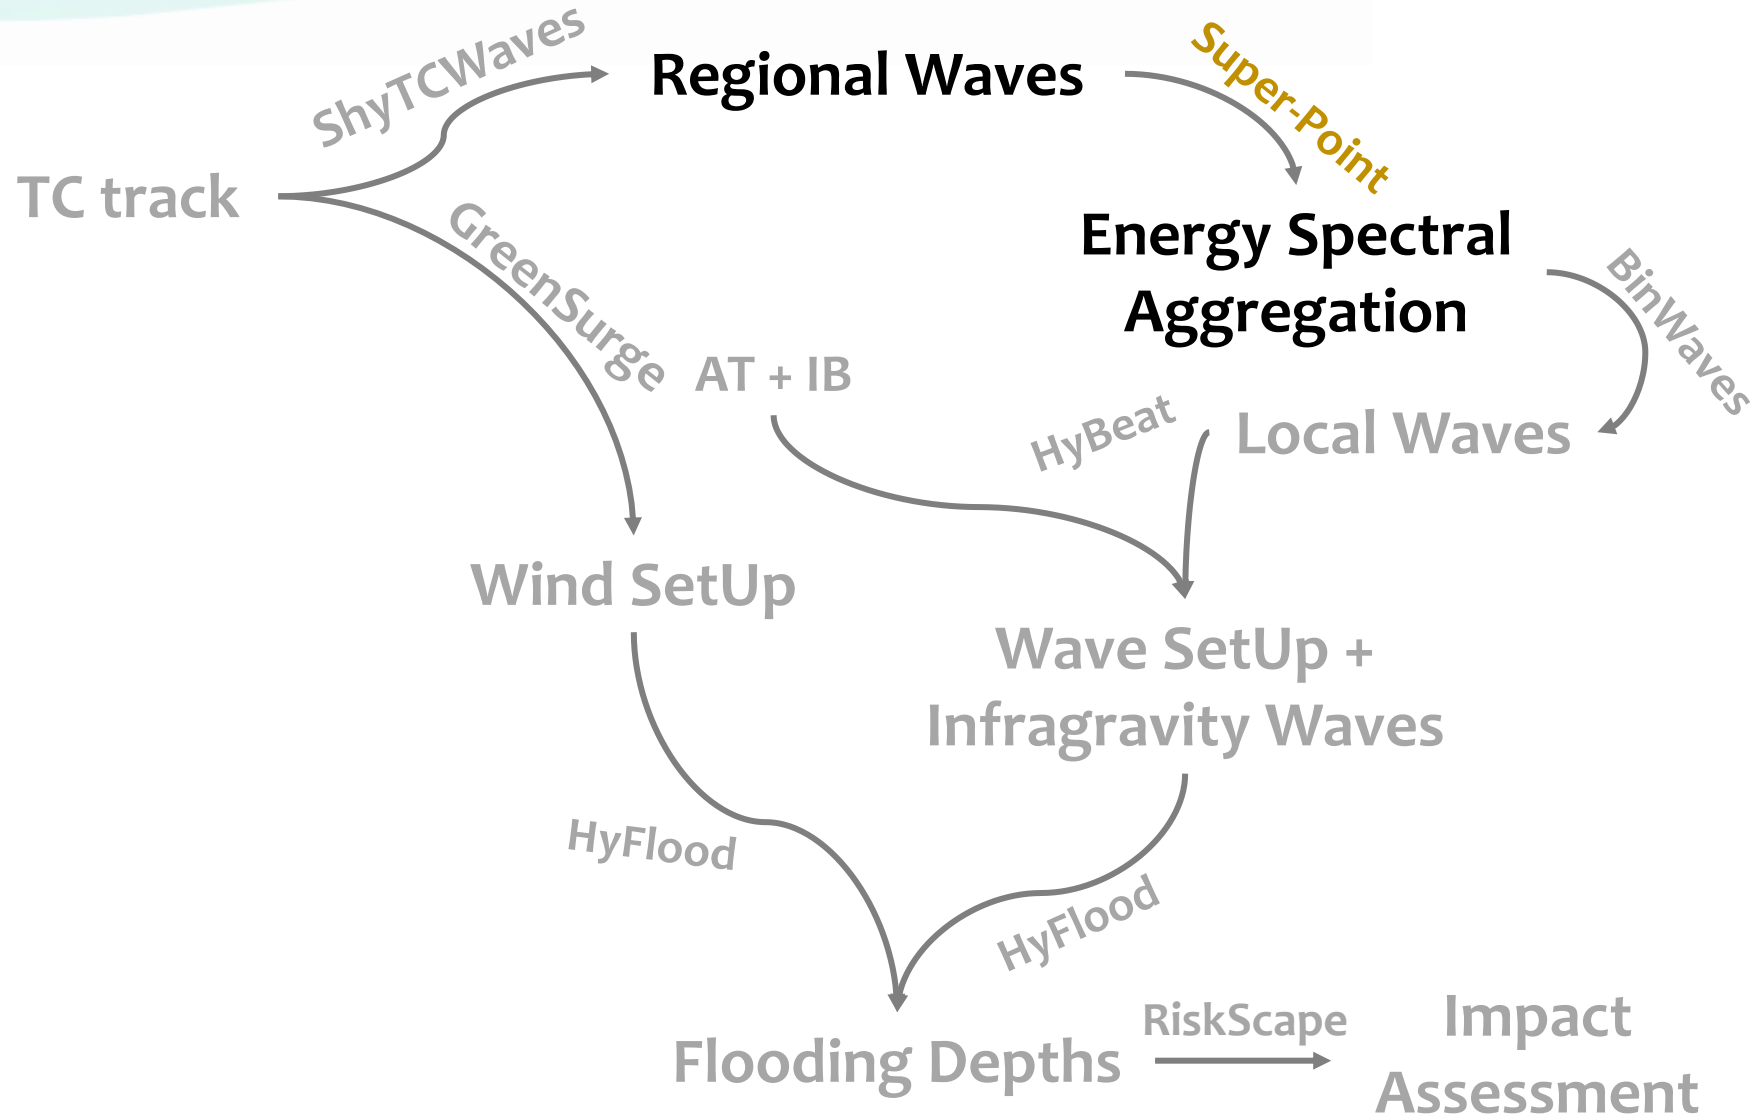 ShyTCWaves
Regional Waves
Super-Point
TC track
GreenSurge
Energy Spectral
Aggregation
BinWaves
AT + IB
HyBeat
Local Waves
Wind SetUp
Wave SetUp +
Infragravity Waves
HyFlood
HyFlood
Flooding Depths
RiskScape
Impact
Assessment